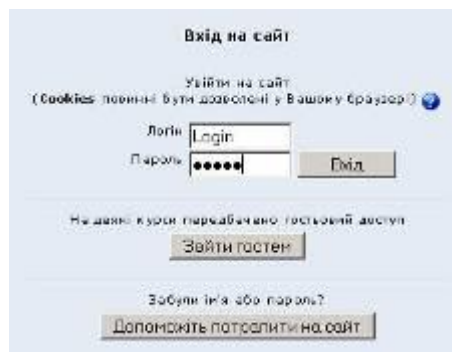 Вхід на сайт
Увійти на сайт
(Cookies повинні бути дозволені у Вашому браузері)
Логін Login
Пароль ●●●●● Вхід
На деякі курси передбачено гостьовий доступ
Зайти гостем
Забули ім'я або пароль?
Допоможіть потрапити на сайт